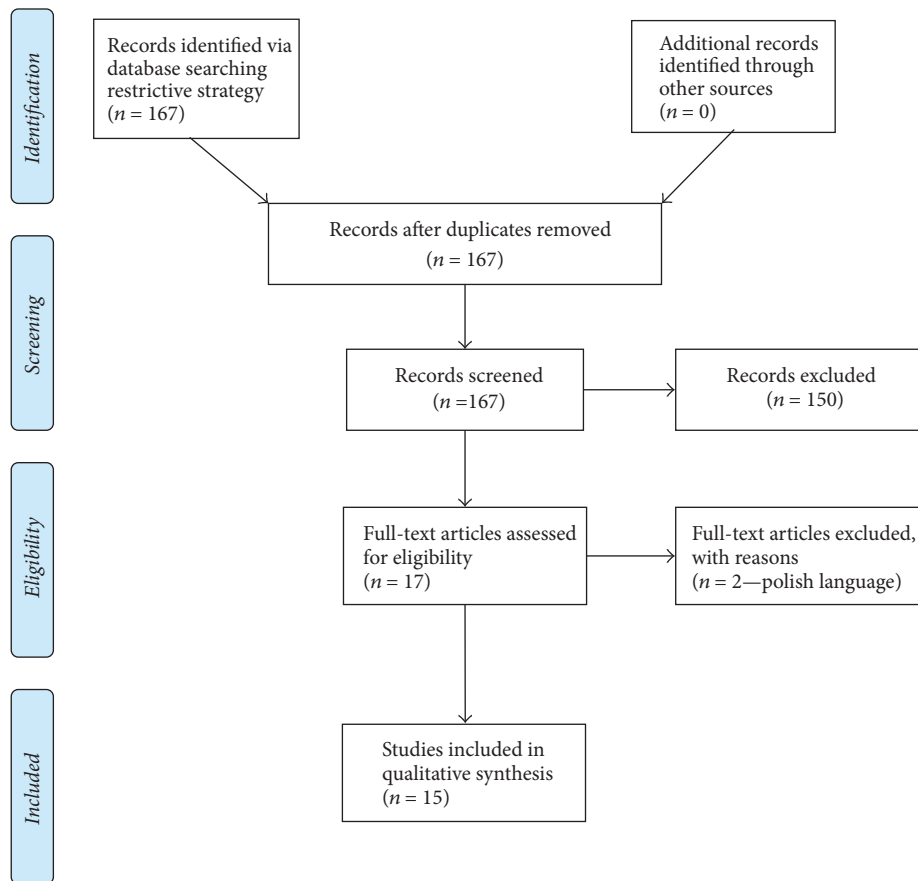 Identification
Records identified via
database searching
restrictive strategy
(n = 167)
Additional records
identified through
other sources
(n = 0)
Records after duplicates removed
(n = 167)
Screening
Records screened
(n =167)
Records excluded
(n = 150)
Eligibility
Full-text articles assessed
for eligibility
(n = 17)
Full-text articles excluded,
with reasons
(n = 2—polish language)
Included
Studies included in
qualitative synthesis
(n = 15)